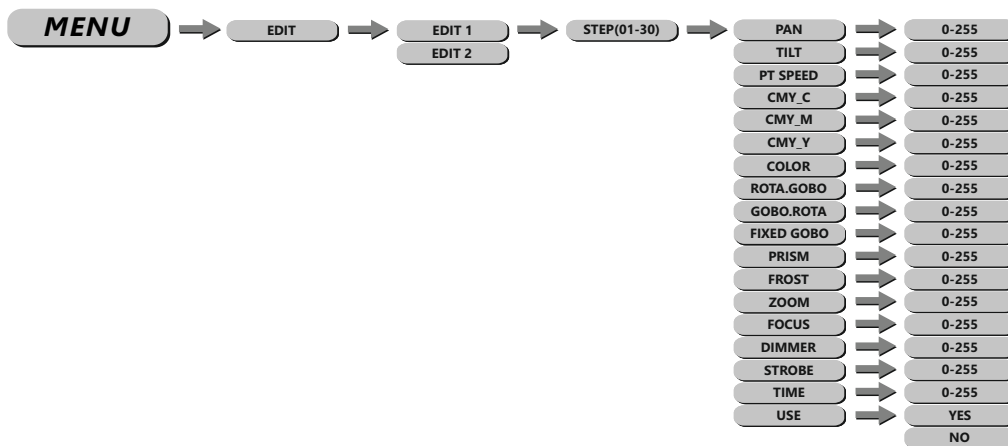 MENU EDIT EDIT 1 STEP(01-30) PAN 0-255
EDIT 2 TILT 0-255
PT SPEED 0-255
CMY_C 0-255
CMY_M 0-255
CMY_Y 0-255
COLOR 0-255
ROTA.GOBO 0-255
GOBO.ROTA 0-255
FIXED GOBO 0-255
PRISM 0-255
FROST 0-255
ZOOM 0-255
FOCUS 0-255
DIMMER 0-255
STROBE 0-255
TIME 0-255
USE YES
NO